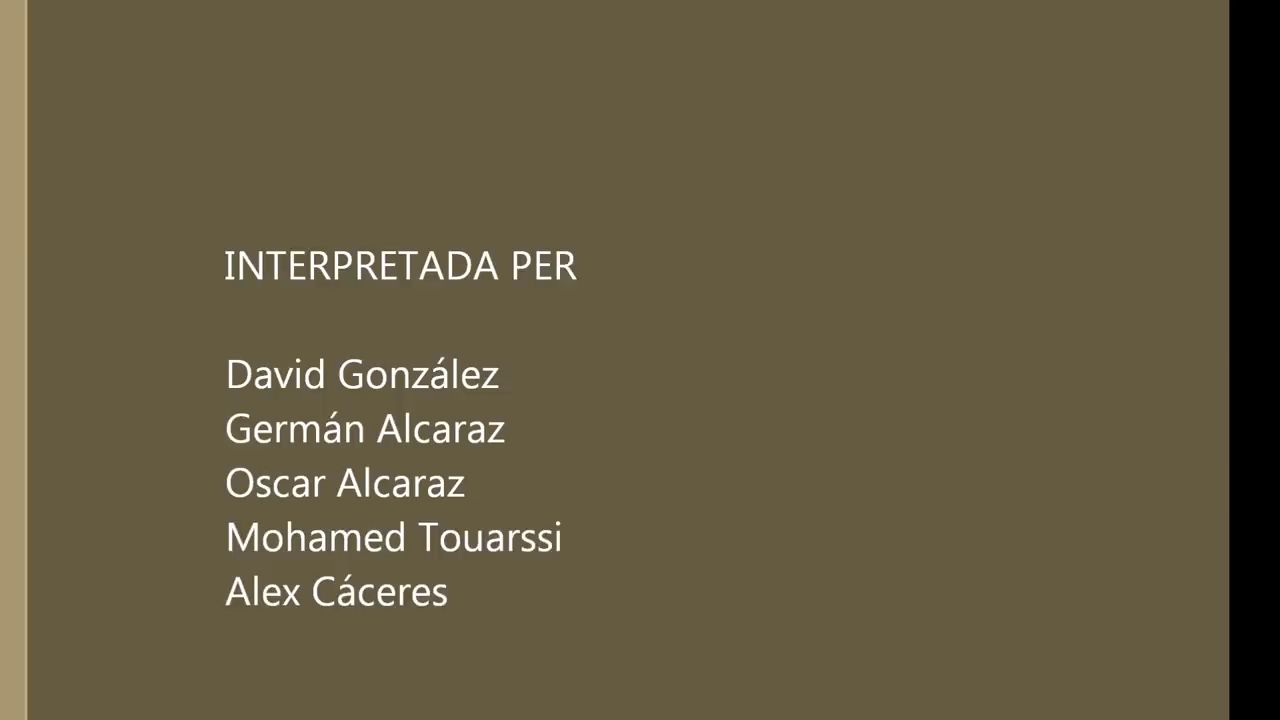 INTERPRETADA PER
David González
Germán Alcaraz
Oscar Alcaraz
Mohamed Touarssi
Alex Cáceres